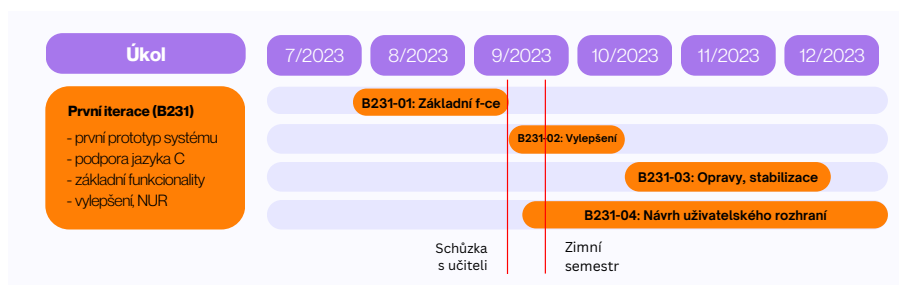 Úkol
7/2023
8/2023
9/2023
10/2023
11/2023
12/2023
První iterace (B231)
- první prototyp systému
- podpora jazyka C
- základní funkcionality
- vylepšení, NUR
B231-01: Základní f-ce
B231-02: Vylepšení
B231-03: Opravy, stabilizace
B231-04: Návrh uživatelského rozhraní
Schůzka
s učiteli
Zimní
semestr